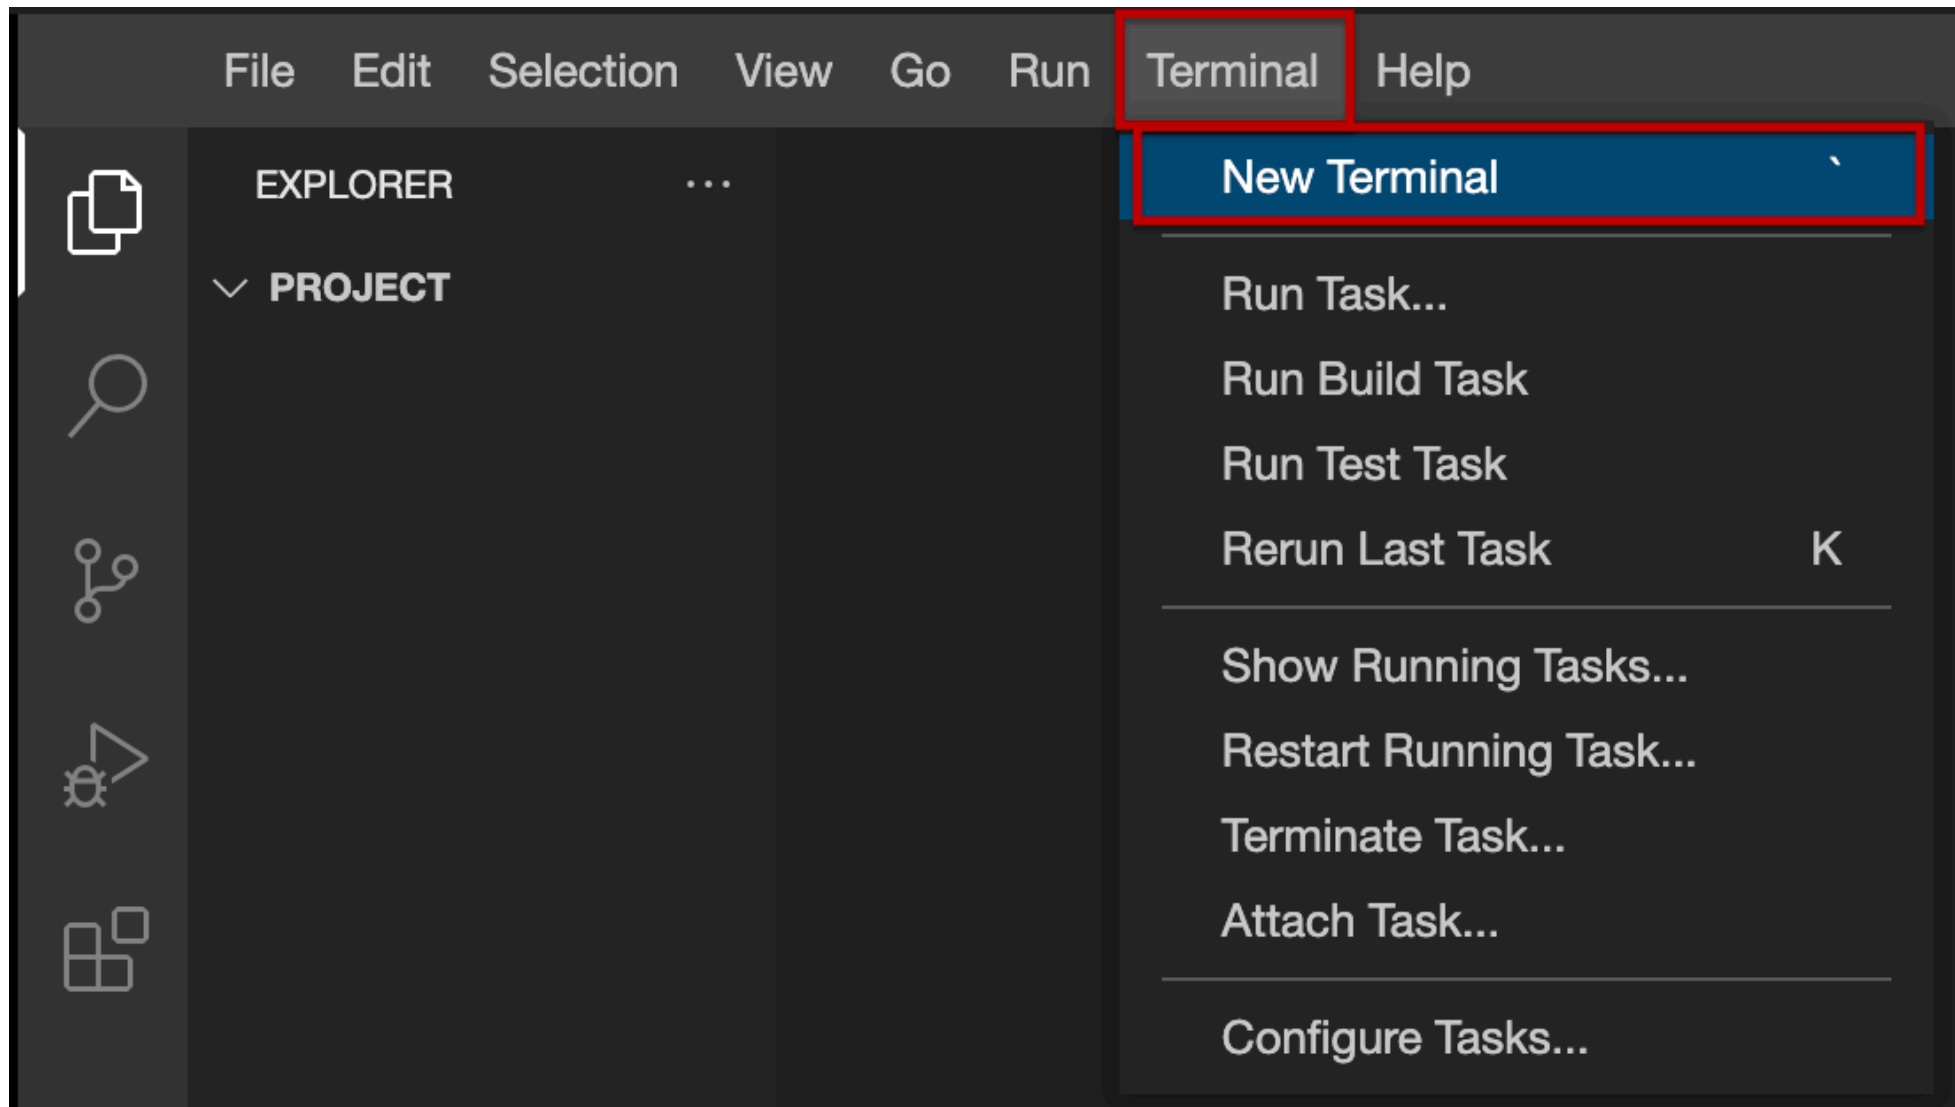 File Edit Selection View Go Run Terminal Help
EXPLORER ...
PROJECT
New Terminal `
Run Task...
Run Build Task
Run Test Task
Rerun Last Task K
Show Running Tasks...
Restart Running Task...
Terminate Task...
Attach Task...
Configure Tasks...